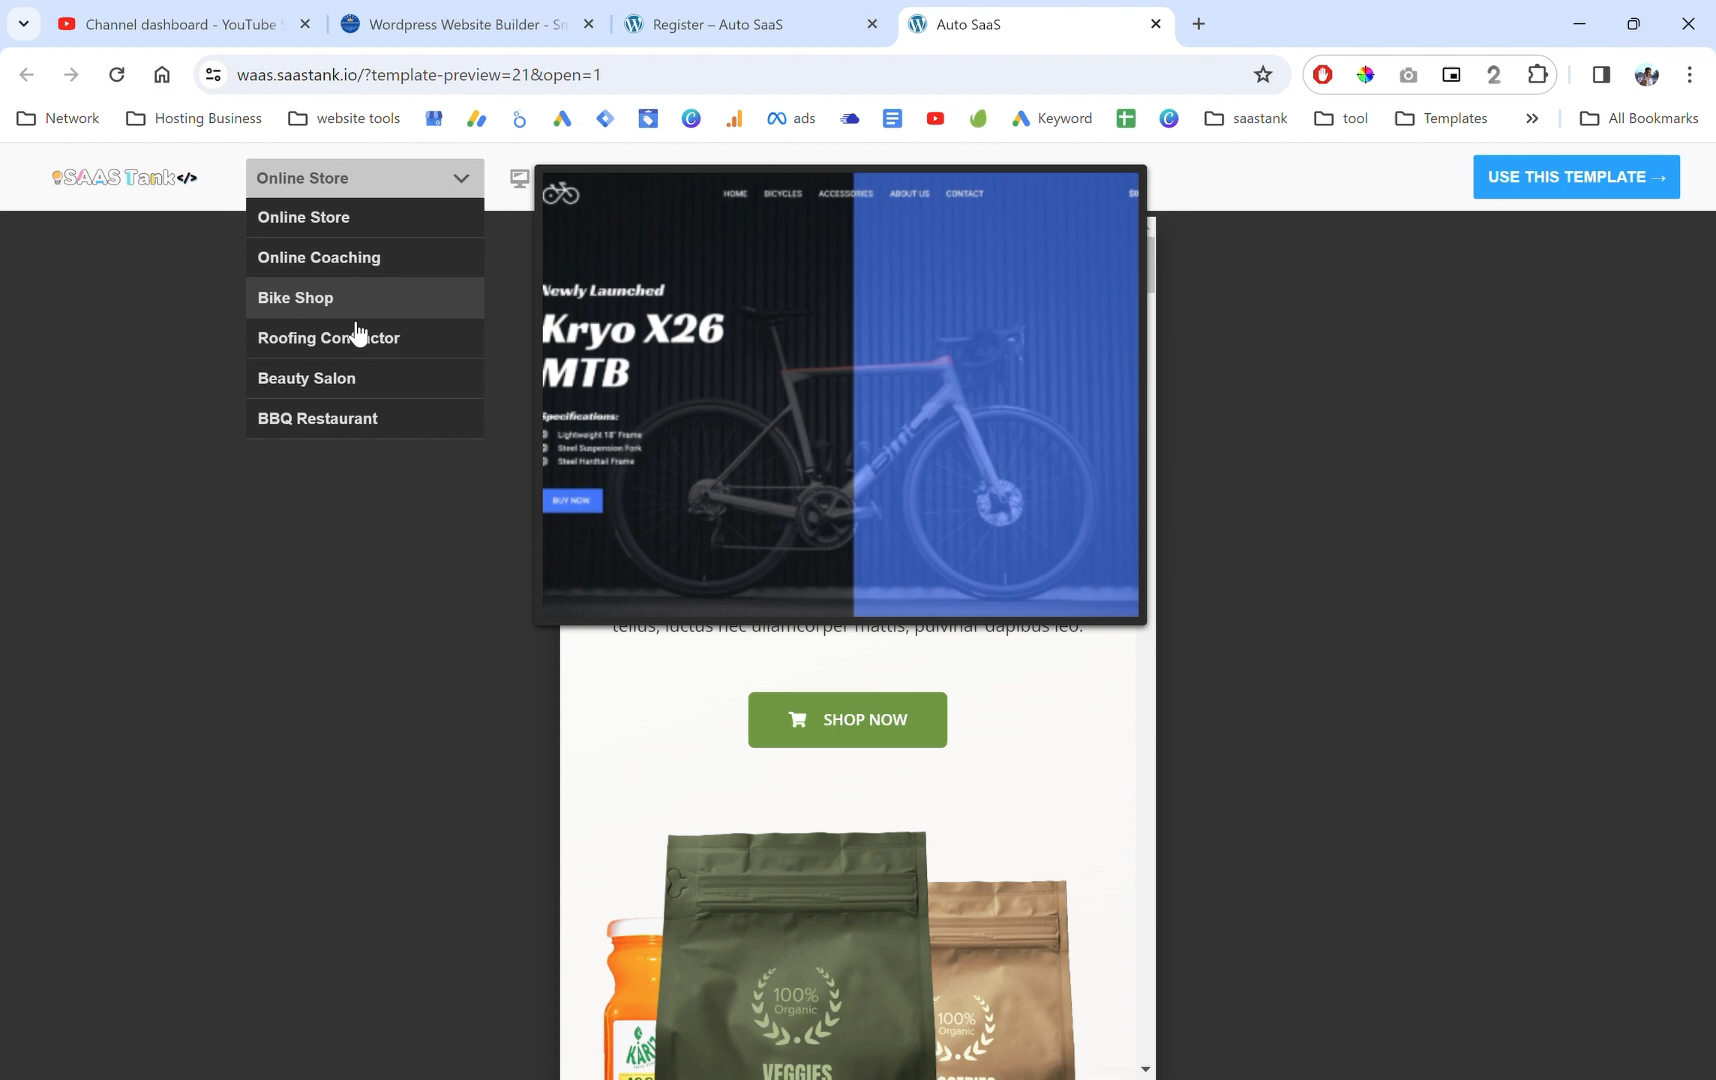 Channel dashboard - YouTube S
Wordpress Website Builder - Sn
Register – Auto SaaS
Auto SaaS
waas.saastank.io/?template-preview=21&open=1
Network
Hosting Business
website tools
ads
Keyword
saastank
tool
Templates
All Bookmarks
SAAS Tank</>
Online Store
USE THIS TEMPLATE →
Online Store
Online Coaching
Bike Shop
Roofing Con ctor
Beauty Salon
BBQ Restaurant
HOME BICYCLES ACCESSORIES ABOUT US CONTACT $0
Newly Launched
Kryo X26
MTB
Specifications:
Lightweight 18" Frame
Steel Suspension Fork
Steel Hardtail Frame
BUY NOW
tellus, luctus nec ullamcorper mattis, pulvinar dapibus leo.
SHOP NOW
100%
Organic
VEGGIES
100%
Organic